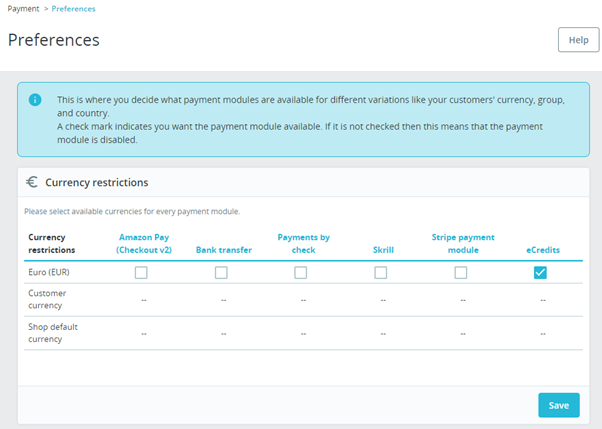 Payment > Preferences
Preferences
Help
This is where you decide what payment modules are available for different variations like your customers' currency, group,
and country.
A check mark indicates you want the payment module available. If it is not checked then this means that the payment
module is disabled.
€ Currency restrictions
Please select available currencies for every payment module.
Currency restrictions Amazon Pay (Checkout v2) Bank transfer Payments by check Skrill Stripe payment module eCredits
Euro (EUR)
Customer currency -- -- -- -- -- --
Shop default currency -- -- -- -- -- --
Save